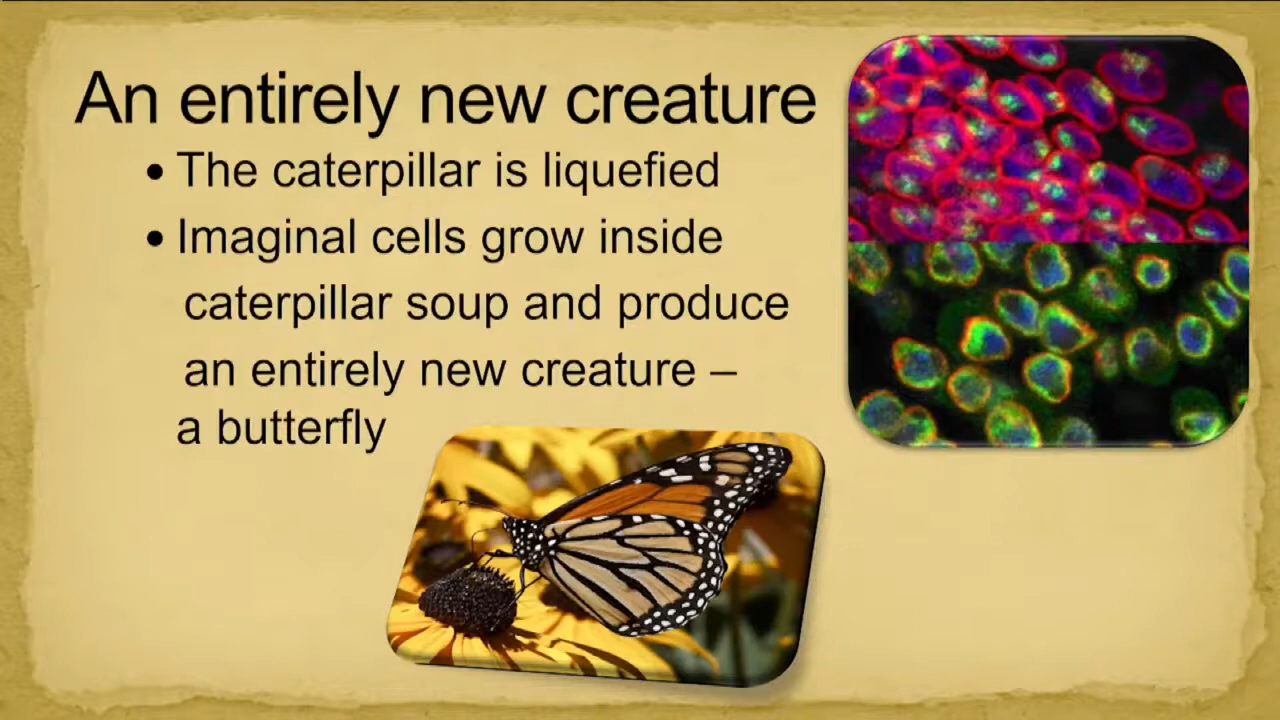 An entirely new creature
• The caterpillar is liquefied
• Imaginal cells grow inside
caterpillar soup and produce
an entirely new creature –
a butterfly